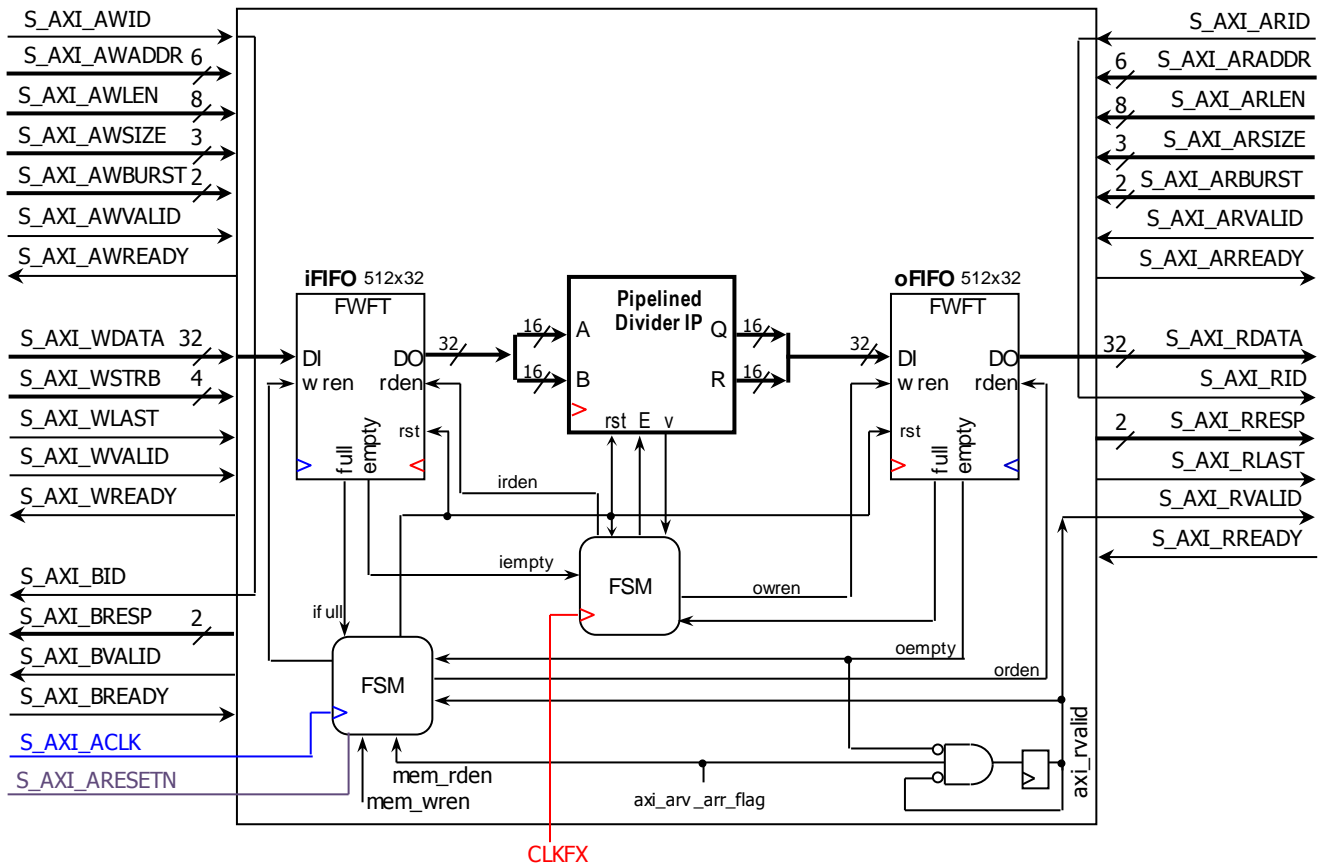 S_AXI_AWID
S_AXI_AWADDR 6
S_AXI_AWLEN 8
S_AXI_AWSIZE 3
S_AXI_AWBURST 2
S_AXI_AWVALID
S_AXI_AWREADY
S_AXI_WDATA 32
S_AXI_WSTRB 4
S_AXI_WLAST
S_AXI_WVALID
S_AXI_WREADY
S_AXI_BID
S_AXI_BRESP 2
S_AXI_BVALID
S_AXI_BREADY
S_AXI_ACLK
S_AXI_ARESETN
iFIFO 512x32
FWFT
DI
DO
w ren
rden
rst
full
empty
32
16
16
Pipelined
Divider IP
A
B
Q
R
rst E v
16
16
32
oFIFO 512x32
FWFT
DI
DO
w ren
rden
rst
full
empty
irden
iempty
FSM
owren
if ull
FSM
oempty
orden
mem_rden
mem_wren
axi_arv_arr_flag
axi_rvalid
CLKFX
S_AXI_ARID
6 S_AXI_ARADDR
8 S_AXI_ARLEN
3 S_AXI_ARSIZE
2 S_AXI_ARBURST
S_AXI_ARVALID
S_AXI_ARREADY
32 S_AXI_RDATA
S_AXI_RID
2 S_AXI_RRESP
S_AXI_RLAST
S_AXI_RVALID
S_AXI_RREADY